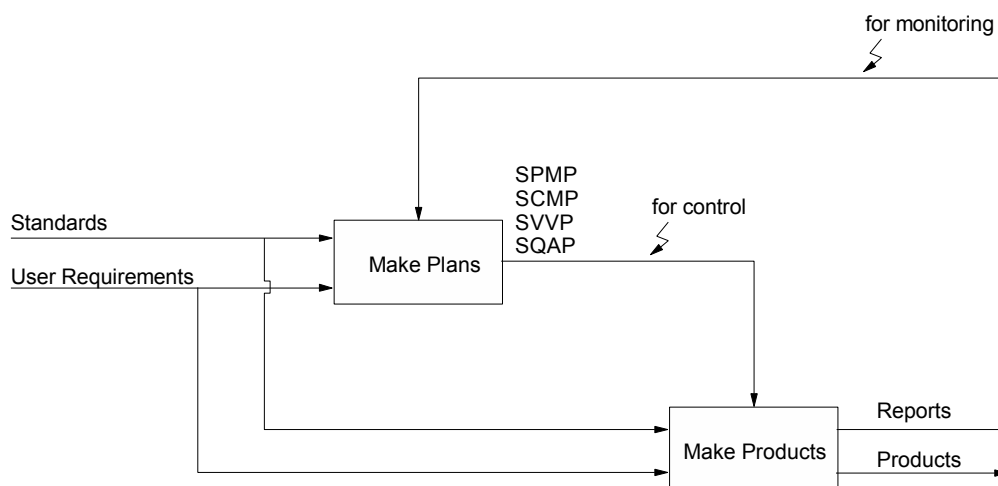 for monitoring
SPMP
SCMP
SVVP
SQAP
for control
Standards
User Requirements
Make Plans
Make Products
Reports
Products